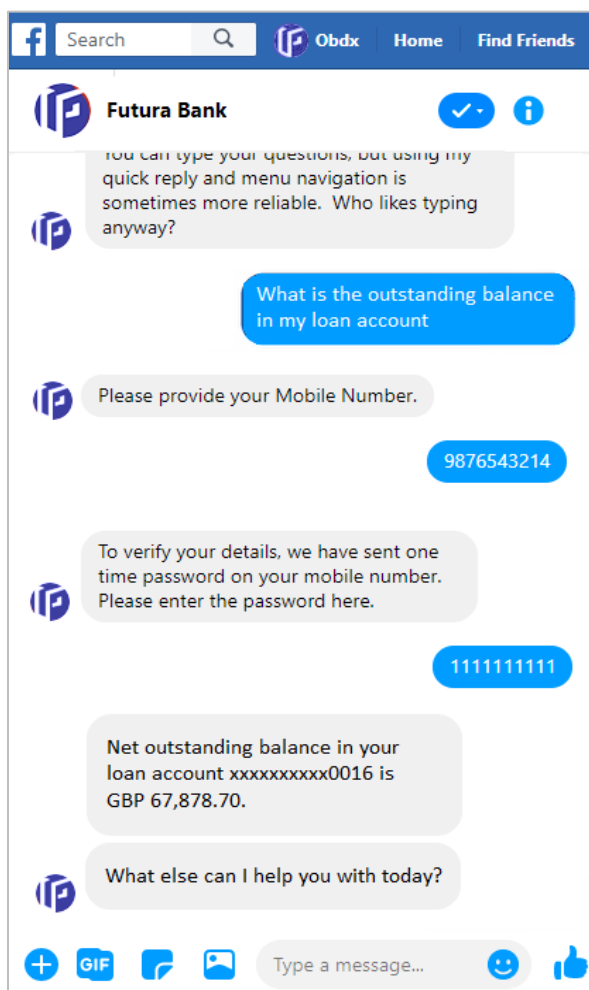 f
Search
Obdx
Home
Find Friends
Futura Bank
You can type your questions, but using my
quick reply and menu navigation is
sometimes more reliable.  Who likes typing
anyway?
What is the outstanding balance
in my loan account
Please provide your Mobile Number.
9876543214
To verify your details, we have sent one
time password on your mobile number.
Please enter the password here.
1111111111
Net outstanding balance in your
loan account xxxxxxxxxx0016 is
GBP 67,878.70.
What else can I help you with today?
GIF
Type a message...